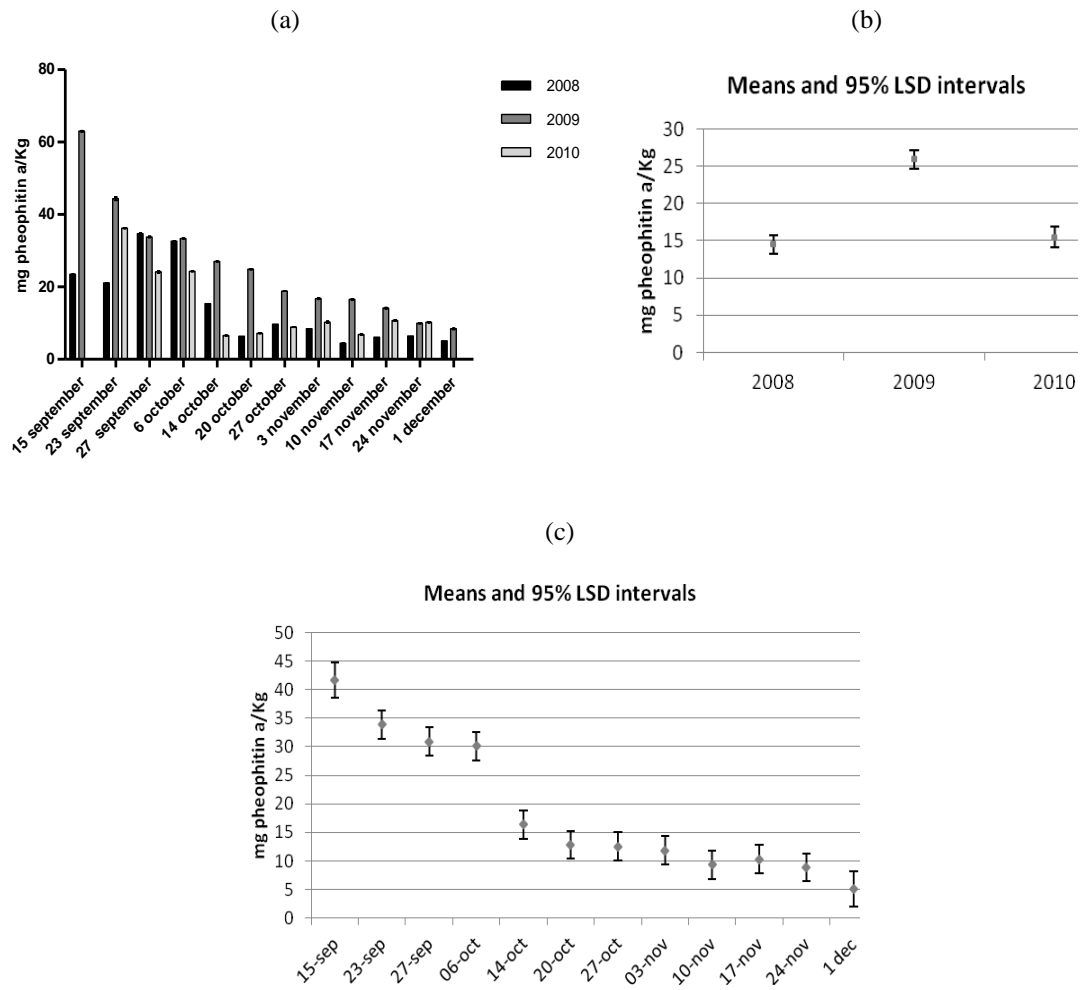 (a)
mg pheophitin a/Kg
80
60
40
20
0
15 september
23 september
27 september
6 october
14 october
20 october
27 october
3 november
10 november
17 november
24 november
1 december
2008
2009
2010
(b)
Means and 95% LSD intervals
mg pheophitin a/Kg
30
25
20
15
10
5
0
2008
2009
2010
(c)
Means and 95% LSD intervals
mg pheophitin a/Kg
50
45
40
35
30
25
20
15
10
5
0
15-sep
23-sep
27-sep
06-oct
14-oct
20-oct
27-oct
03-nov
10-nov
17-nov
24-nov
1 dec